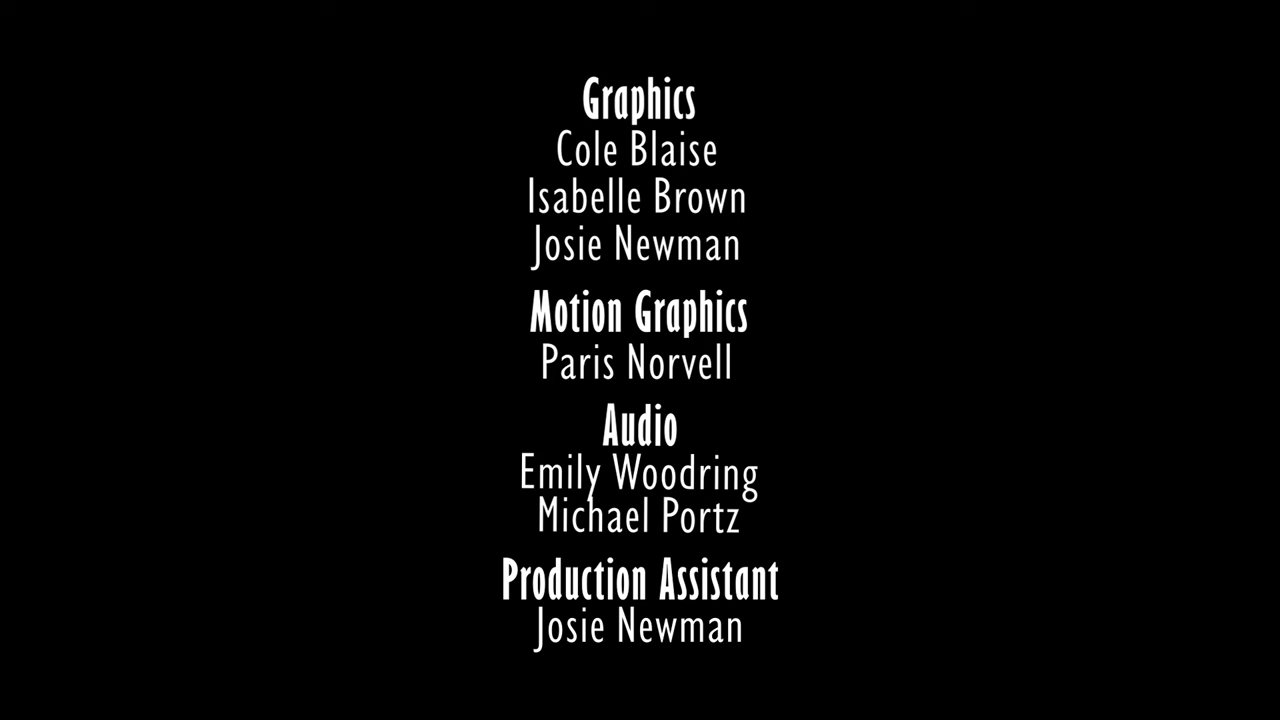 Graphics
Cole Blaise
Isabelle Brown
Josie Newman
Motion Graphics
Paris Norvell
Audio
Emily Woodring
Michael Portz
Production Assistant
Josie Newman